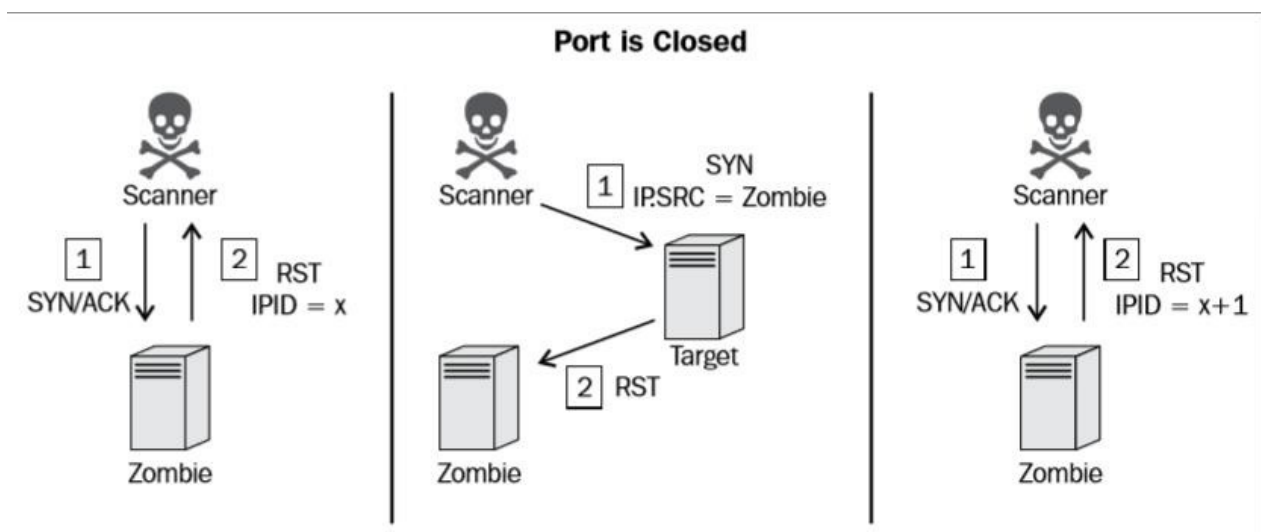 Port is Closed
Scanner
1
SYN/ACK
2
RST
IPID = x
Zombie
Scanner
1
SYN
IP.SRC = Zombie
Target
2 RST
Zombie
Scanner
1
SYN/ACK
2
RST
IPID = x+1
Zombie